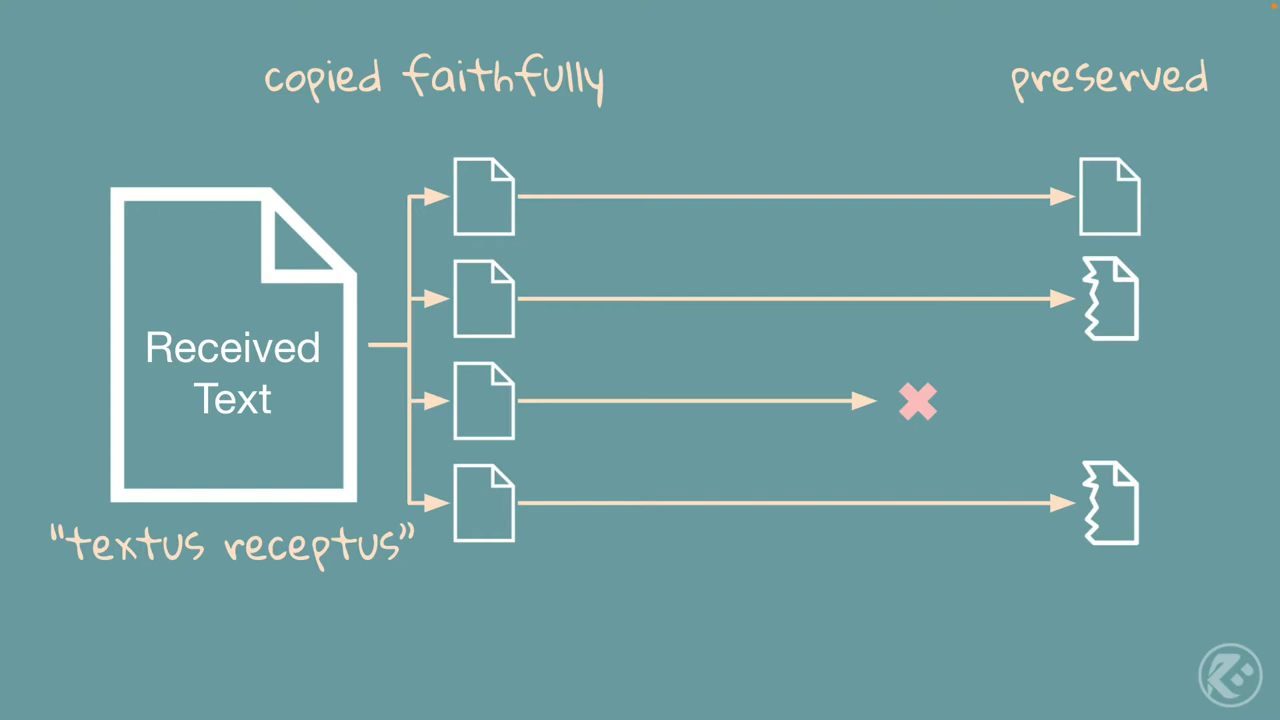 copied faithfully
preserved
Received
Text
“textus receptus”